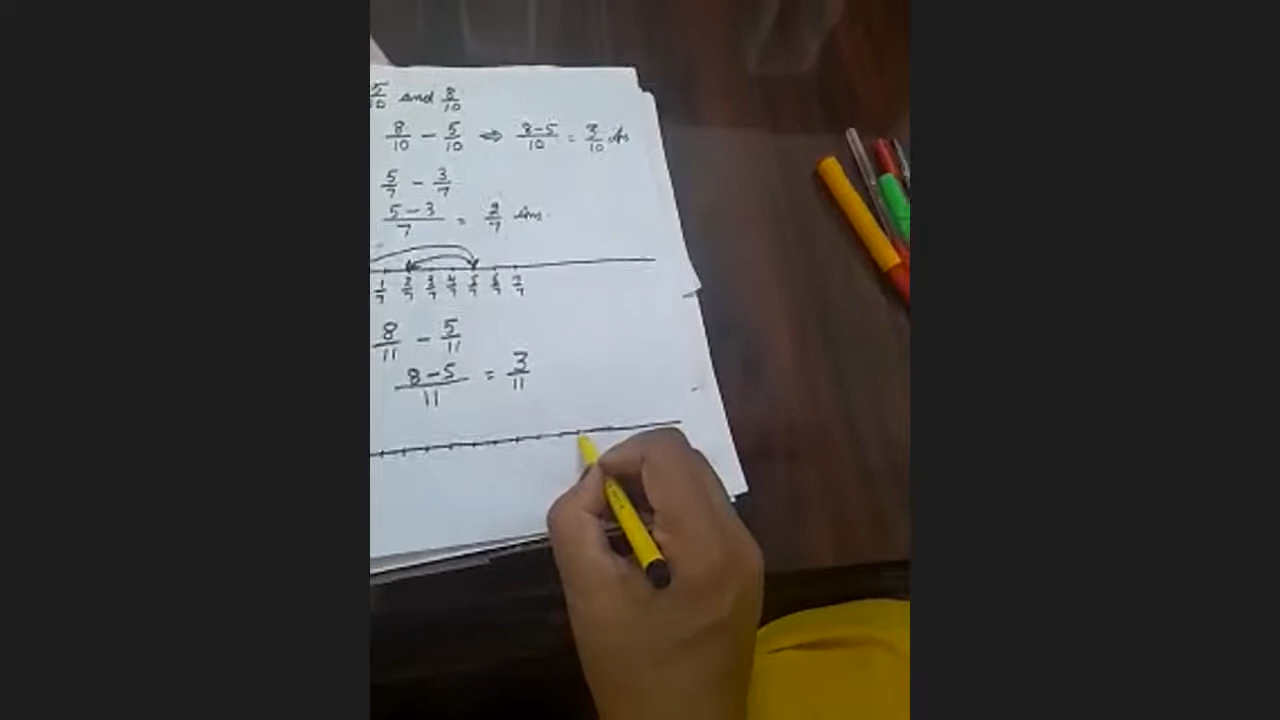 5/10 and 8/10
8/10 - 5/10 ⇒ 8-5/10 = 3/10 Ans
5/7 - 3/7
5-3/7 = 2/7 Ans.
1/7 2/7 3/7 4/7 5/7 6/7 7/7
8/11 - 5/11
8-5/11 = 3/11